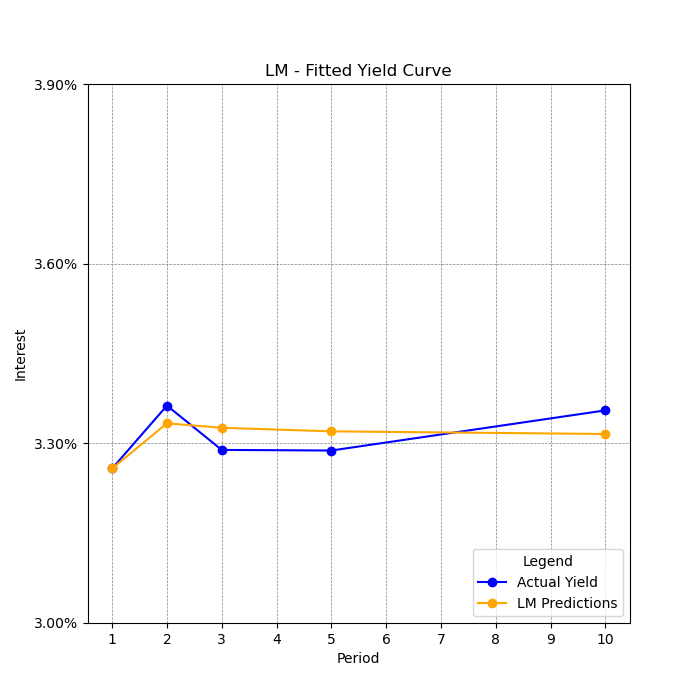 LM - Fitted Yield Curve
3.90%
3.60%
3.30%
3.00%
Interest
1 2 3 4 5 6 7 8 9 10
Period
Legend
Actual Yield
LM Predictions